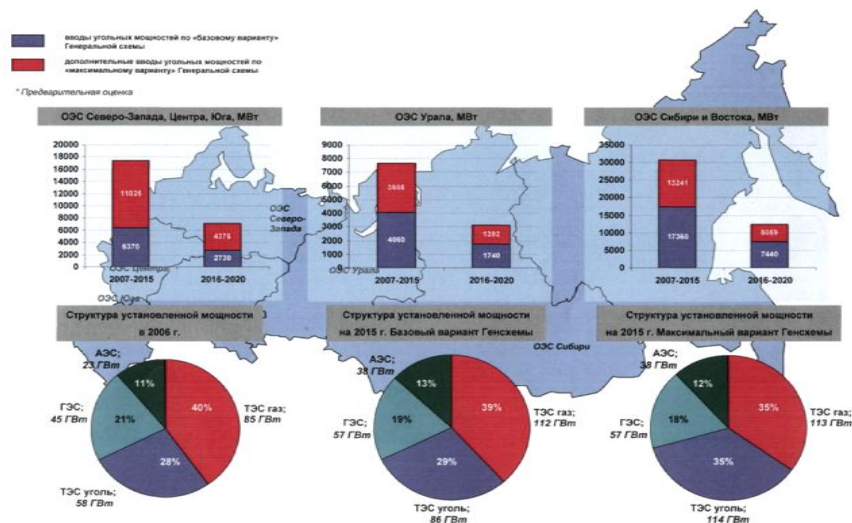 вводы угольных мощностей по «базовому варианту»
Генеральной схемы
дополнительные вводы угольных мощностей по
«максимальному варианту» Генеральной схемы
* Предварительная оценка
ОЭС Северо-Запада, Центра, Юга, МВт
20000
18000
16000
14000
12000
10000
8000
6000
4000
2000
0
11025
6370
4375
2730
2007-2015
2016-2020
ОЭС Урала, МВт
9000
8000
7000
6000
5000
4000
3000
2000
1000
0
4060
1392
1740
2007-2015
2016-2020
ОЭС Сибири и Востока, МВт
35000
30000
25000
20000
15000
10000
5000
0
13241
17360
5059
7440
2007-2015
2016-2020
ОЭС
Северо-
Запада
ОЭС Центра
ОЭС Юга
ОЭС Урала
ОЭС Сибири
Структура установленной мощности
в 2006 г.
АЭС;
23 ГВт
11%
ГЭС;
45 ГВт
21%
40%
ТЭС газ;
85 ГВт
28%
ТЭС уголь;
58 ГВт
Структура установленной мощности
на 2015 г. Базовый вариант Генсхемы
АЭС;
38 ГВт
13%
ГЭС;
57 ГВт
19%
39%
ТЭС газ;
112 ГВт
29%
ТЭС уголь;
86 ГВт
Структура установленной мощности
на 2015 г. Максимальный вариант Генсхемы
АЭС;
38 ГВт
12%
ГЭС;
57 ГВт
18%
35%
ТЭС газ;
113 ГВт
35%
ТЭС уголь;
114 ГВт